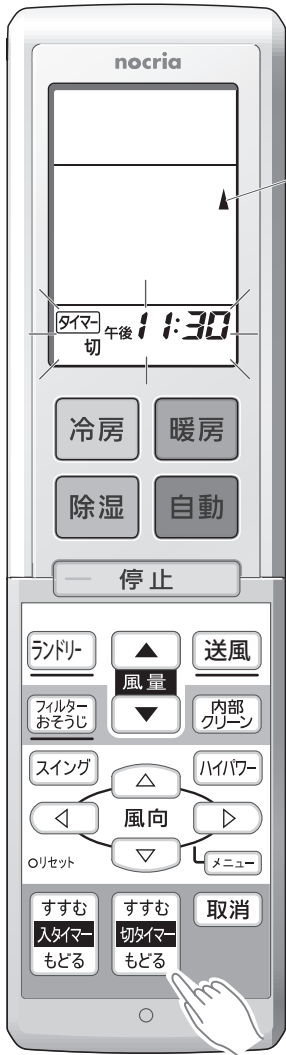 nocria
タイマー 午後 11:30
切
冷房 暖房
除湿 自動
停止
ランドリー ▲ 送風
風量
フィルター
おそうじ ▼ 内部
クリーン
スイング △ ハイパワー
◁ 風向 ▷
○リセット ▽ メニュー
すすむ すすむ 取消
入タイマー 切タイマー
もどる もどる